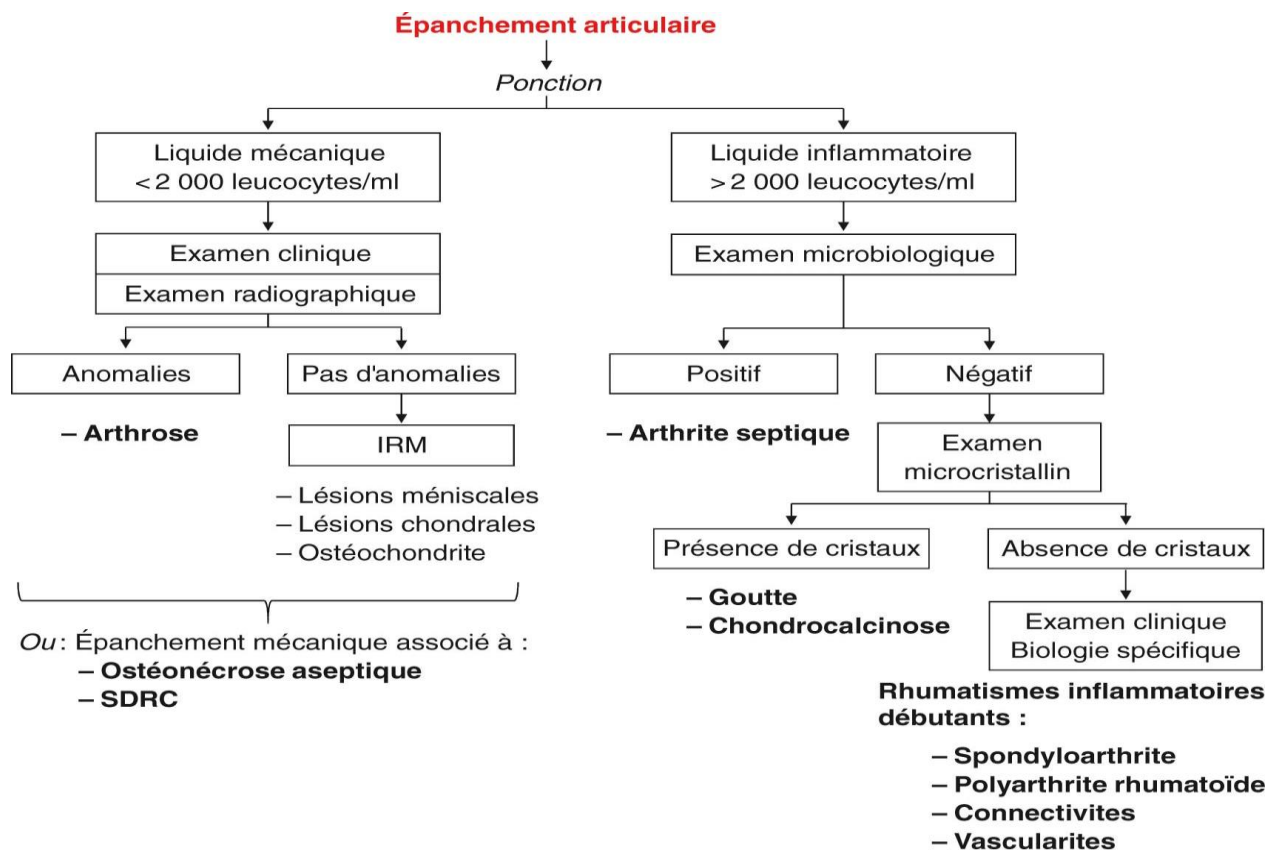 Épanchement articulaire
Ponction
Liquide mécanique
< 2 000 leucocytes/ml
Examen clinique
Examen radiographique
Anomalies
– Arthrose
Pas d'anomalies
IRM
– Lésions méniscales
– Lésions chondrales
– Ostéochondrite
Ou : Épanchement mécanique associé à :
– Ostéonécrose aseptique
– SDRC
Liquide inflammatoire
> 2 000 leucocytes/ml
Examen microbiologique
Positif
– Arthrite septique
Négatif
Examen
microcristallin
Présence de cristaux
– Goutte
– Chondrocalcinose
Absence de cristaux
Examen clinique
Biologie spécifique
Rhumatismes inflammatoires
débutants :
– Spondyloarthrite
– Polyarthrite rhumatoïde
– Connectivites
– Vascularites